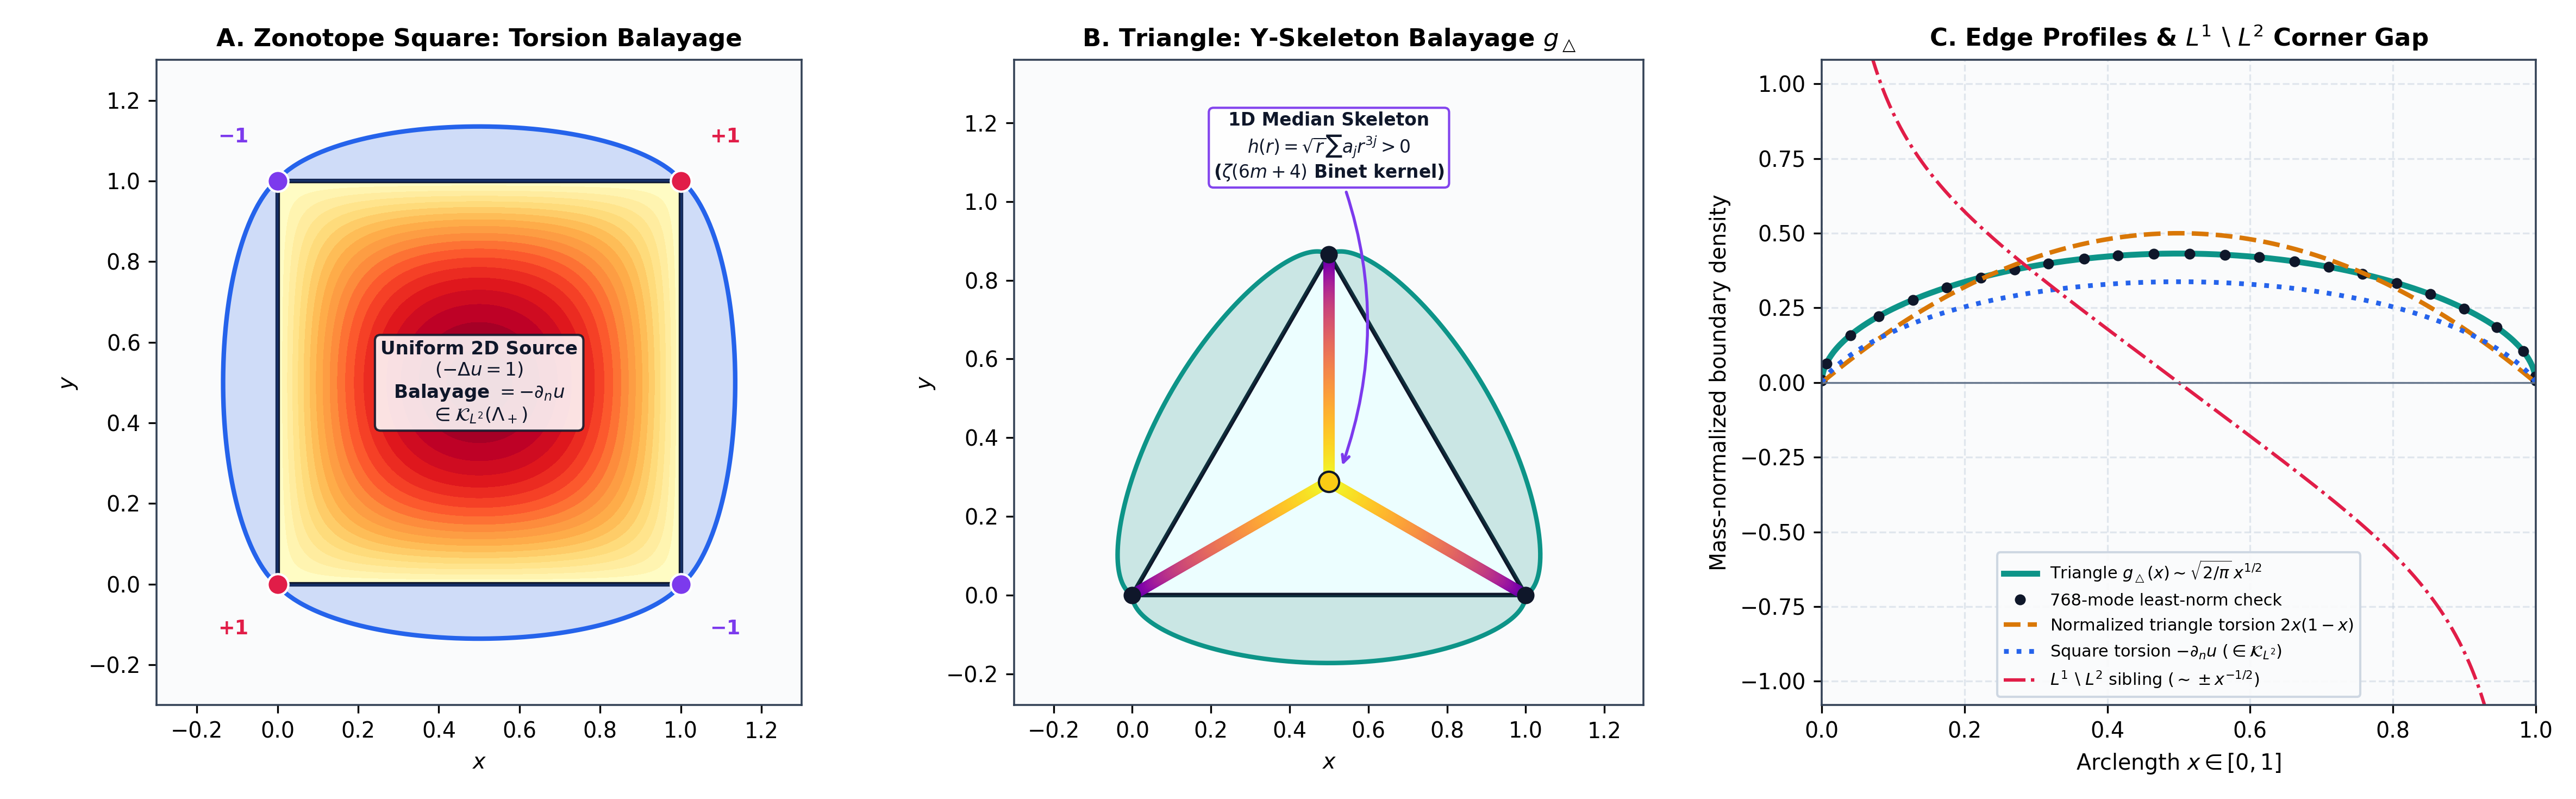 A. Zonotope Square: Torsion Balayage
−1
+1
Uniform 2D Source
(−Δu = 1)
Balayage = −∂ₙu
∈ 𝒦_{L²}(Λ₊)
+1
−1
1.2
1.0
0.8
0.6
0.4
0.2
0.0
−0.2
y
−0.2 0.0 0.2 0.4 0.6 0.8 1.0 1.2
x
B. Triangle: Y-Skeleton Balayage g_△
1D Median Skeleton
h(r) = √r ∑ a_j r^{3j} > 0
(ζ(6m + 4) Binet kernel)
1.2
1.0
0.8
0.6
0.4
0.2
0.0
−0.2
y
−0.2 0.0 0.2 0.4 0.6 0.8 1.0 1.2
x
C. Edge Profiles & L¹ \ L² Corner Gap
1.00
0.75
0.50
0.25
0.00
−0.25
−0.50
−0.75
−1.00
Mass-normalized boundary density
Triangle g_△(x) ~ √(2/π) x^{1/2}
768-mode least-norm check
Normalized triangle torsion 2x(1 − x)
Square torsion −∂ₙu (∈ 𝒦_{L²})
L¹ \ L² sibling (~ ± x^{−1/2})
0.0 0.2 0.4 0.6 0.8 1.0
Arclength x ∈ [0, 1]